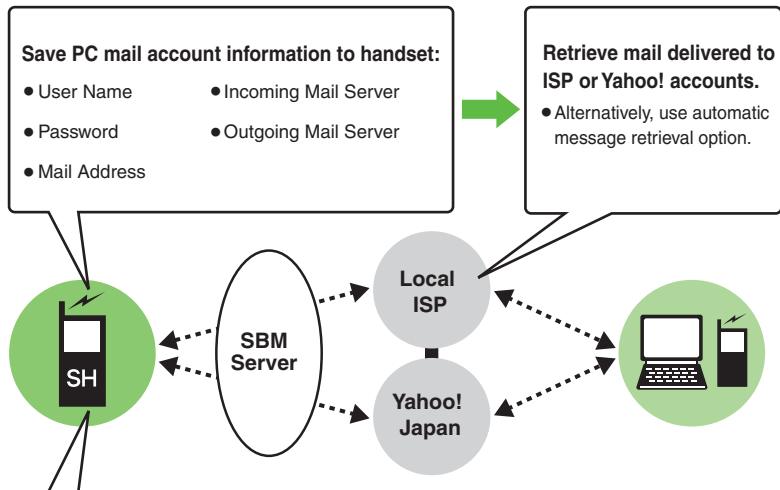 Save PC mail account information to handset:
● User Name
● Incoming Mail Server
● Password
● Outgoing Mail Server
● Mail Address
Retrieve mail delivered to
ISP or Yahoo! accounts.
● Alternatively, use automatic
message retrieval option.
SH
SBM
Server
Local
ISP
Yahoo!
Japan